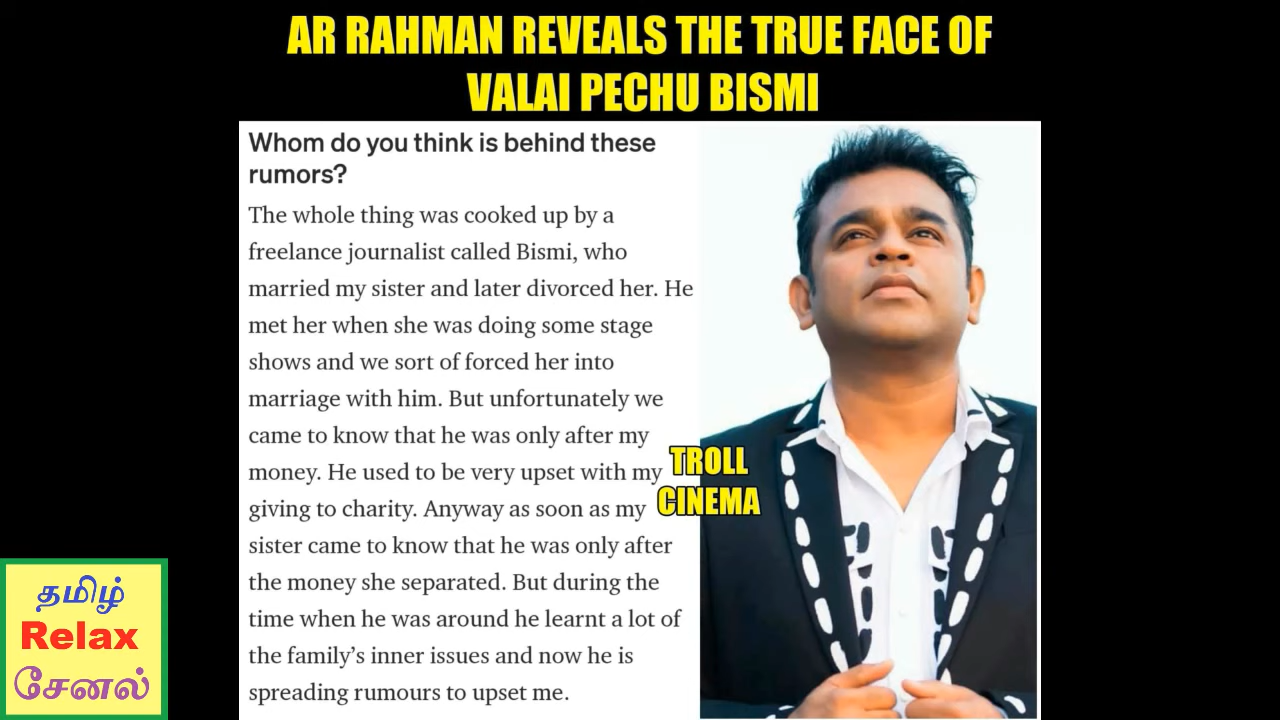 AR RAHMAN REVEALS THE TRUE FACE OF
VALAI PECHU BISMI
Whom do you think is behind these
rumors?
The whole thing was cooked up by a
freelance journalist called Bismi, who
married my sister and later divorced her. He
met her when she was doing some stage
shows and we sort of forced her into
marriage with him. But unfortunately we
came to know that he was only after my
money. He used to be very upset with my
giving to charity. Anyway as soon as my
sister came to know that he was only after
the money she separated. But during the
time when he was around he learnt a lot of
the family’s inner issues and now he is
spreading rumours to upset me.
TROLL
CINEMA
தமிழ்
Relax
சேனல்